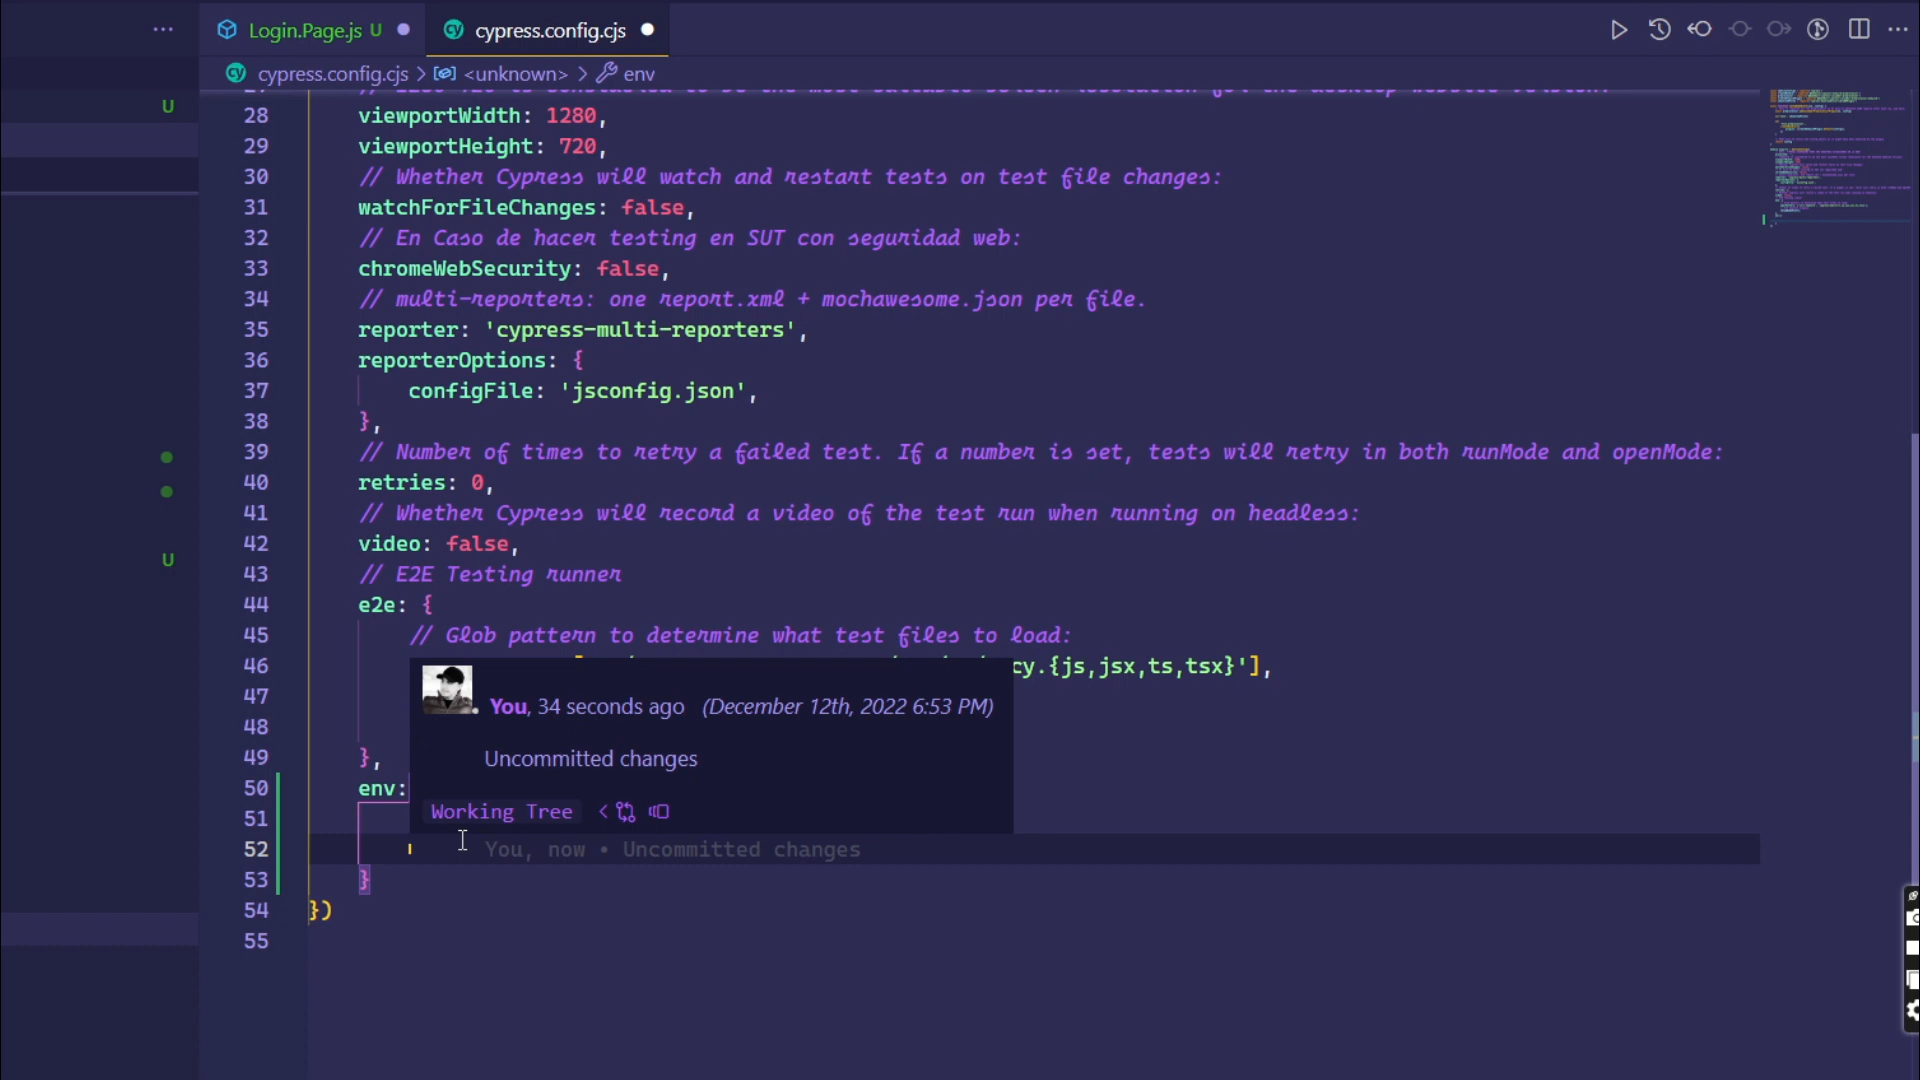 Login.Page.js U
cypress.config.cjs
cypress.config.cjs > <unknown> > env
U
28 viewportWidth: 1280,
29 viewportHeight: 720,
30 // Whether Cypress will watch and restart tests on test file changes:
31 watchForFileChanges: false,
32 // En Caso de hacer testing en SUT con seguridad web:
33 chromeWebSecurity: false,
34 // multi-reporters: one report.xml + mochawesome.json per file.
35 reporter: 'cypress-multi-reporters',
36 reporterOptions: {
37 configFile: 'jsconfig.json',
38 },
39 // Number of times to retry a failed test. If a number is set, tests will retry in both runMode and openMode:
40 retries: 0,
41 // Whether Cypress will record a video of the test run when running on headless:
42 video: false,
U
43 // E2E Testing runner
44 e2e: {
45 // Glob pattern to determine what test files to load:
46 cy.{js,jsx,ts,tsx}'],
47
You, 34 seconds ago (December 12th, 2022 6:53 PM)
48
Uncommitted changes
49 },
50 env:
Working Tree
51
52 You, now • Uncommitted changes
53 }
54 })
55